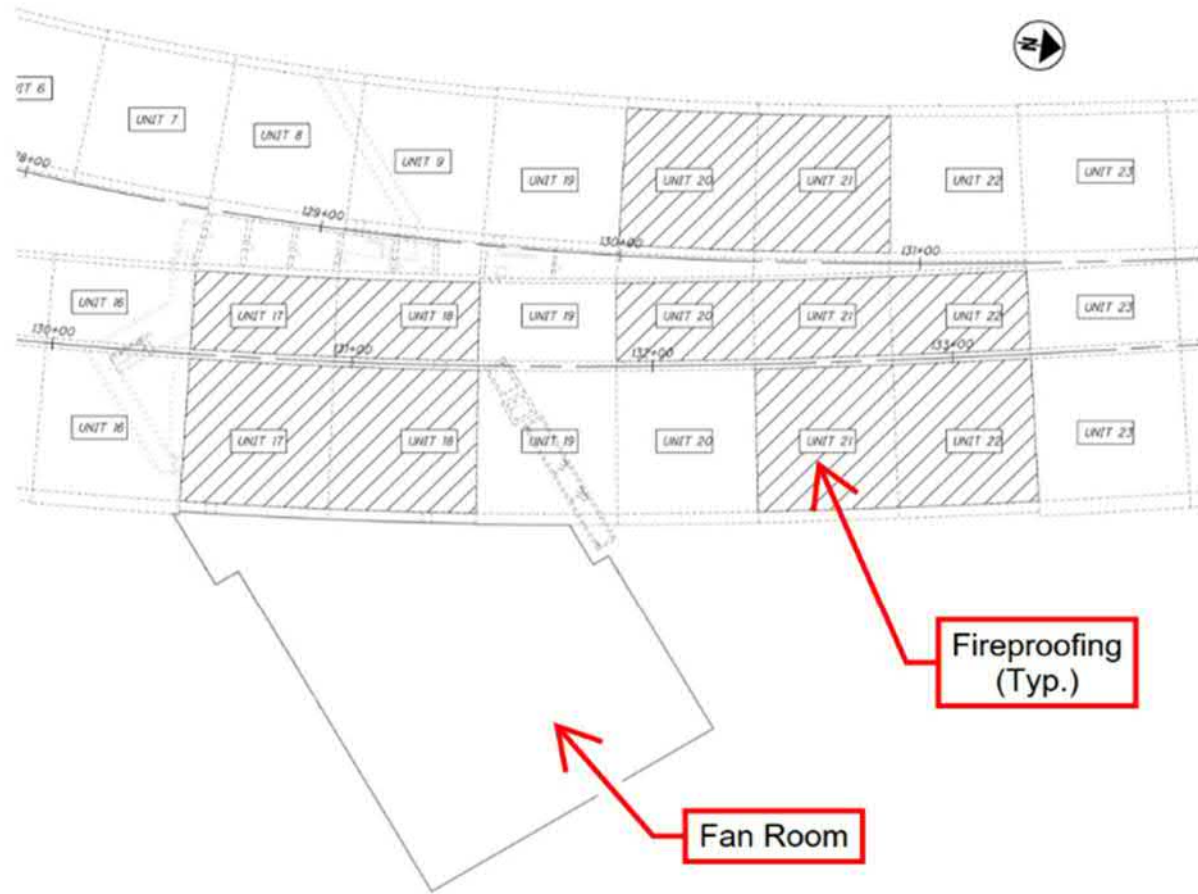 N
UNIT 6
UNIT 7
UNIT 8
UNIT 9
UNIT 19
UNIT 20
UNIT 21
UNIT 22
UNIT 23
129+00
130+00
131+00
UNIT 16
UNIT 17
UNIT 18
UNIT 19
UNIT 20
UNIT 21
UNIT 22
UNIT 23
130+00
131+00
132+00
133+00
UNIT 16
UNIT 17
UNIT 18
UNIT 19
UNIT 20
UNIT 21
UNIT 22
UNIT 23
Fireproofing
(Typ.)
Fan Room